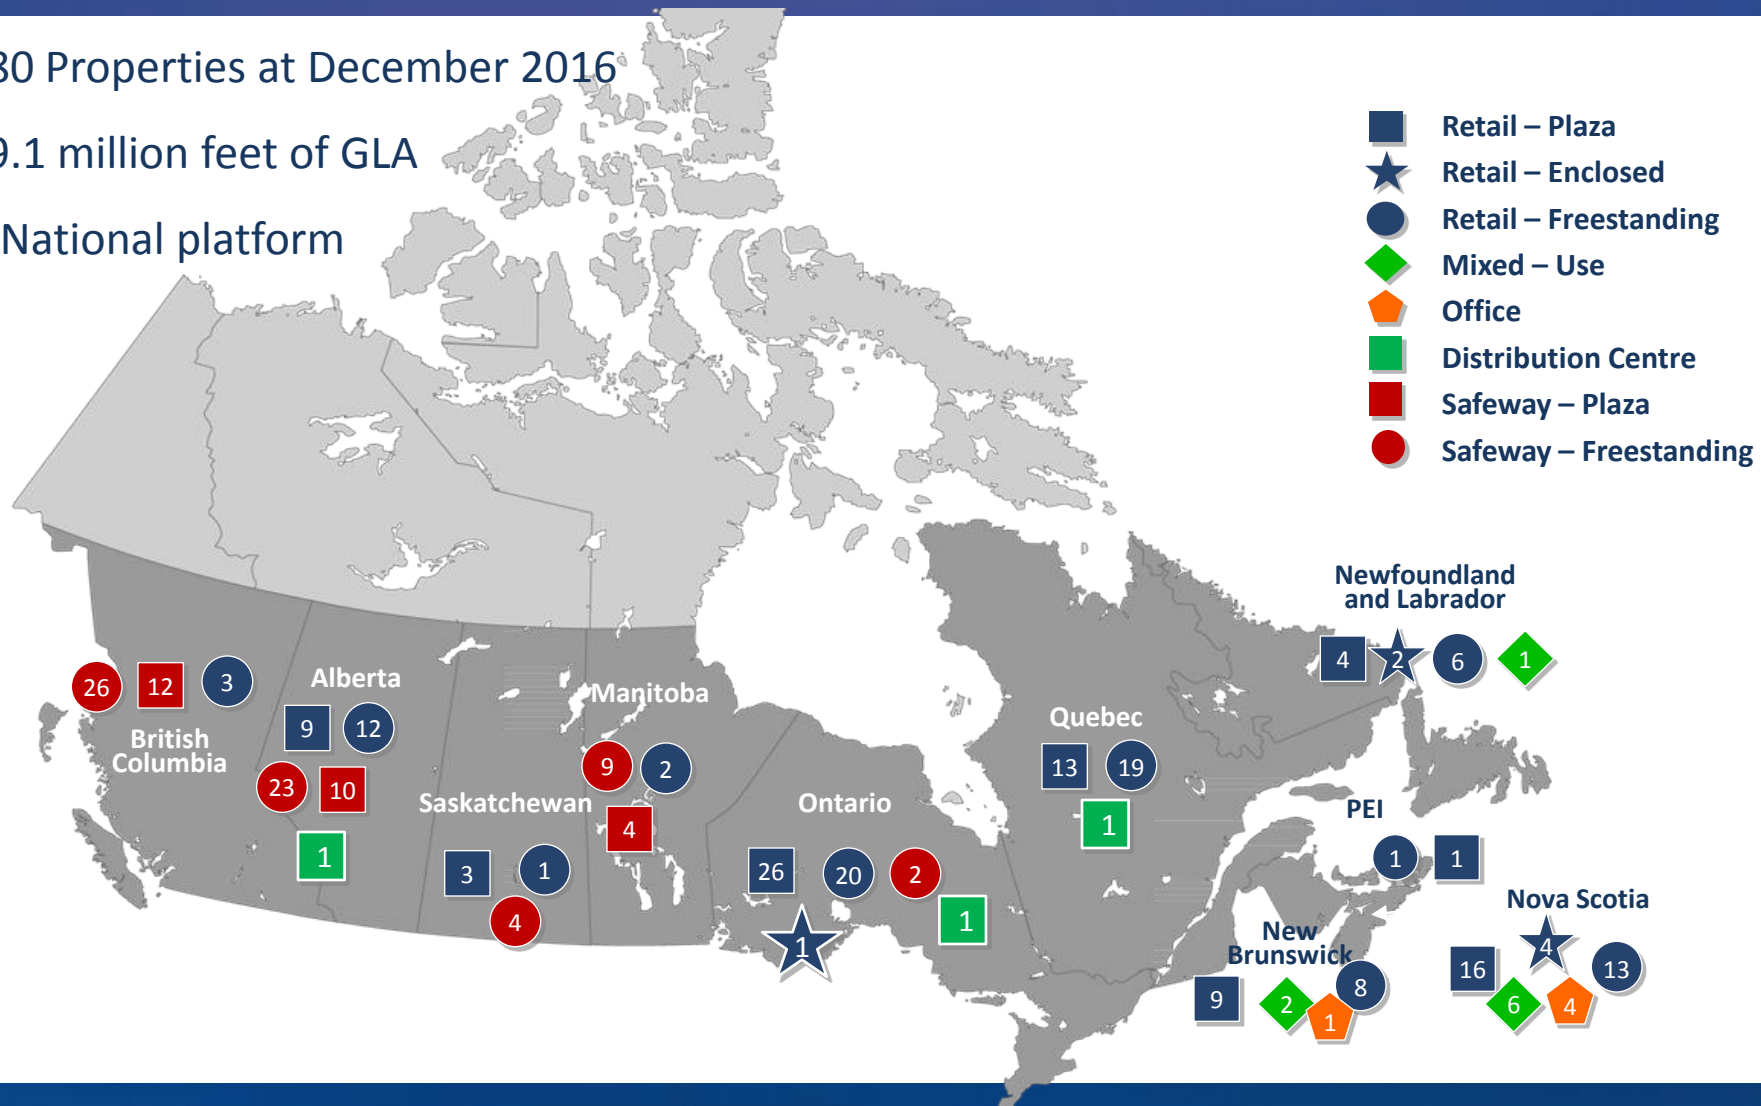 80 Properties at December 2016
9.1 million feet of GLA
National platform
Retail – Plaza
Retail – Enclosed
Retail – Freestanding
Mixed – Use
Office
Distribution Centre
Safeway – Plaza
Safeway – Freestanding
Newfoundland
and Labrador
4 2 6 1
26 12 3
British
Columbia
Alberta
9 12
23 10
1
Saskatchewan
3 1
4
Manitoba
9 2
4
Ontario
26 20 2
1
1
Quebec
13 19
1
PEI
1 1
New
Brunswick
9 2 1 8
Nova Scotia
16 4 13
6 4